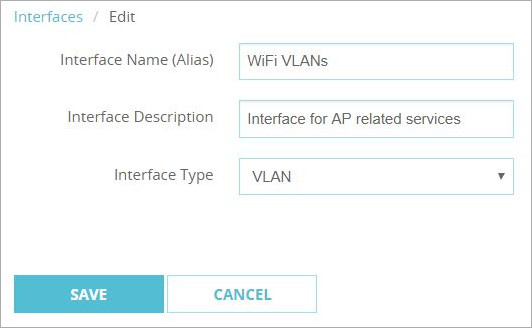 Interfaces / Edit
Interface Name (Alias) WiFi VLANs
Interface Description Interface for AP related services
Interface Type VLAN
SAVE CANCEL